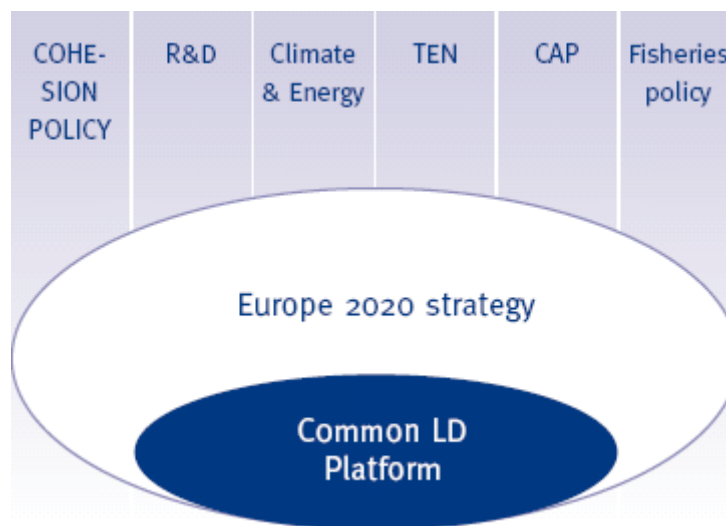 COHE-
SION
POLICY
R&D
Climate
& Energy
TEN
CAP
Fisheries
policy
Europe 2020 strategy
Common LD
Platform